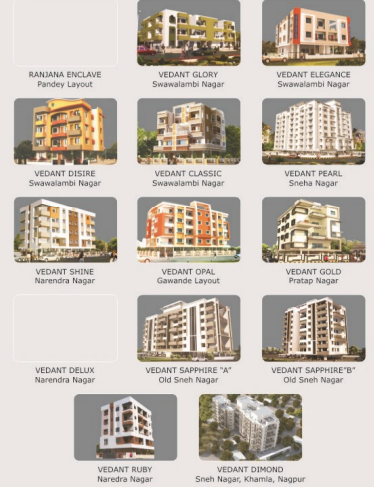 RANJANA ENCLAVE
Pandey Layout
VEDANT GLORY
Swawalambi Nagar
VEDANT ELEGANCE
Swawalambi Nagar
VEDANT DISIRE
Swawalambi Nagar
VEDANT CLASSIC
Swawalambi Nagar
VEDANT PEARL
Sneha Nagar
VEDANT SHINE
Narendra Nagar
VEDANT OPAL
Gawande Layout
VEDANT GOLD
Pratap Nagar
VEDANT DELUX
Narendra Nagar
VEDANT SAPPHIRE "A"
Old Sneh Nagar
VEDANT SAPPHIRE"B"
Old Sneh Nagar
VEDANT RUBY
Naredra Nagar
VEDANT DIMOND
Sneh Nagar, Khamla, Nagpur